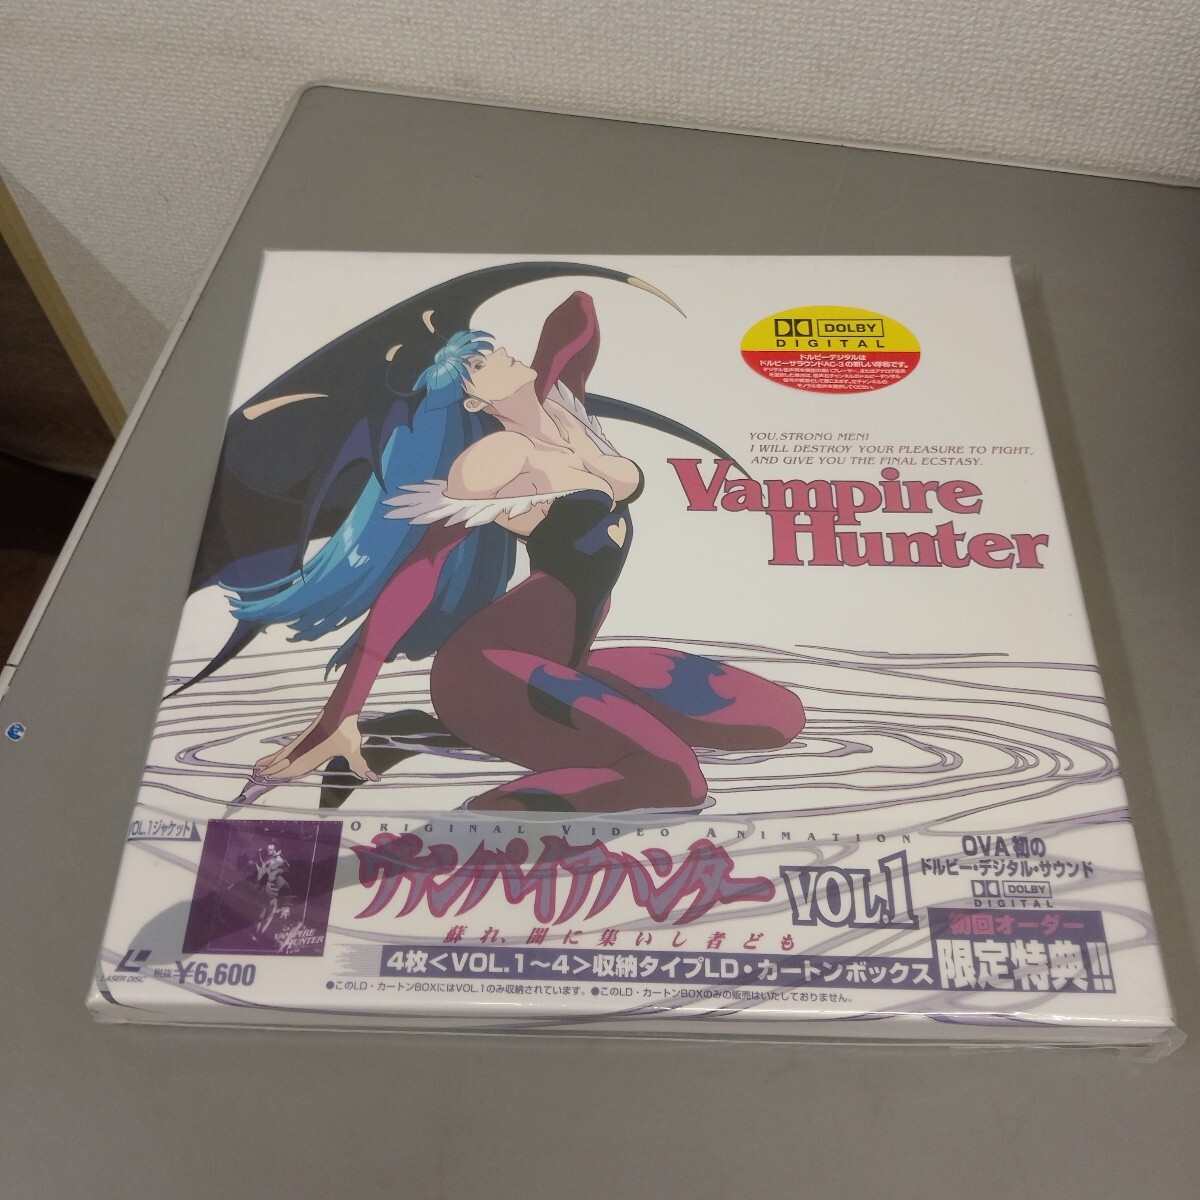 DOLBY
DIGITAL
ドルビーデジタルは
ドルビーサラウンドAC-3の新しい呼称です。
YOU,STRONG MEN!
I WILL DESTROY YOUR PLEASURE TO FIGHT,
AND GIVE YOU THE FINAL ECSTASY.
Vampire
Hunter
VOL.1ジャケット
ORIGINAL VIDEO ANIMATION
ヴァンパイアハンター VOL.1
蘇れ、闇に集いし者ども
OVA初の
ドルビー・デジタル・サウンド
DOLBY
DIGITAL
VAMPIRE
HUNTER
LASER DISC
税抜 ¥6,600
4枚<VOL.1〜4>収納タイプLD・カートンボックス
初回オーダー
限定特典!!
●このLD・カートンBOXにはVOL.1のみ収納されています。●このLD・カートンBOXのみの販売はいたしておりません。